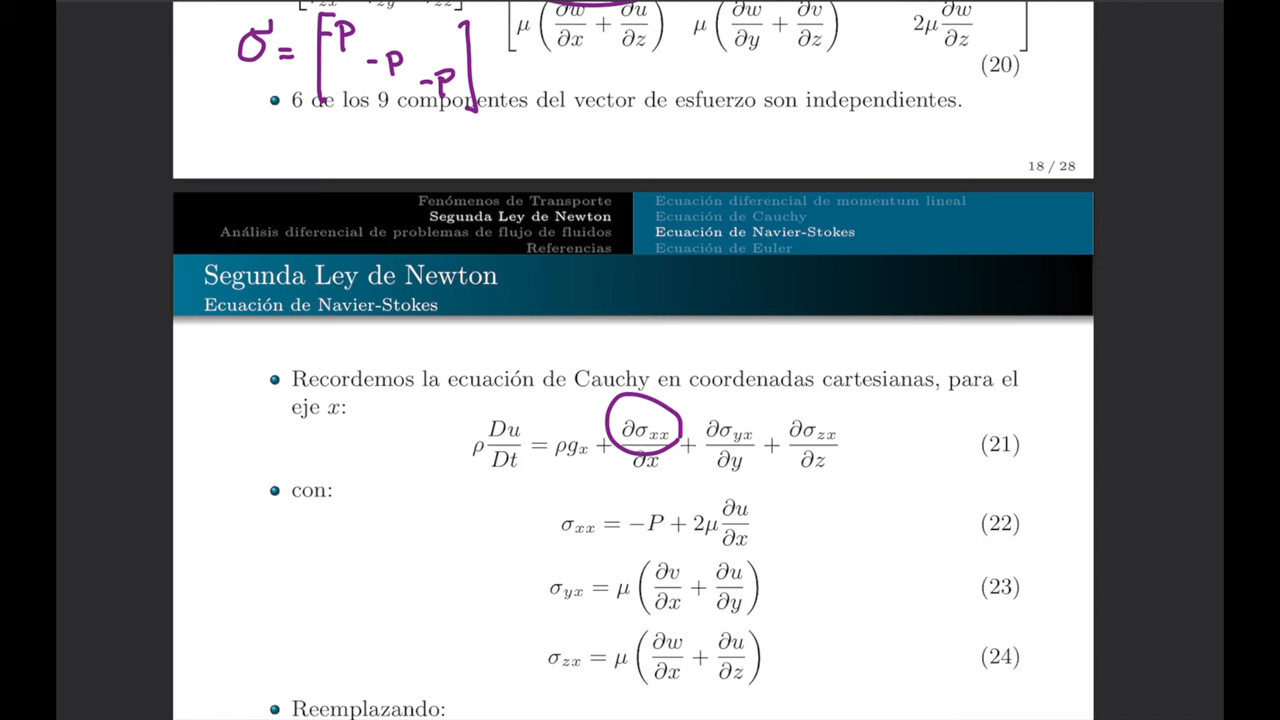 μ(∂w/∂x + ∂u/∂z) μ(∂w/∂y + ∂v/∂z) 2μ ∂w/∂z
σ = [-P -P -P]
(20)
6 de los 9 componentes del vector de esfuerzo son independientes.
18 / 28
Fenómenos de Transporte
Segunda Ley de Newton
Análisis diferencial de problemas de flujo de fluidos
Referencias
Ecuación diferencial de momentum lineal
Ecuación de Cauchy
Ecuación de Navier-Stokes
Ecuación de Euler
Segunda Ley de Newton
Ecuación de Navier-Stokes
Recordemos la ecuación de Cauchy en coordenadas cartesianas, para el
eje x:
ρ Du/Dt = ρgₓ + ∂σₓₓ/∂x + ∂σ_yx/∂y + ∂σ_zx/∂z (21)
con:
σₓₓ = −P + 2μ ∂u/∂x (22)
σ_yx = μ(∂v/∂x + ∂u/∂y) (23)
σ_zx = μ(∂w/∂x + ∂u/∂z) (24)
Reemplazando: